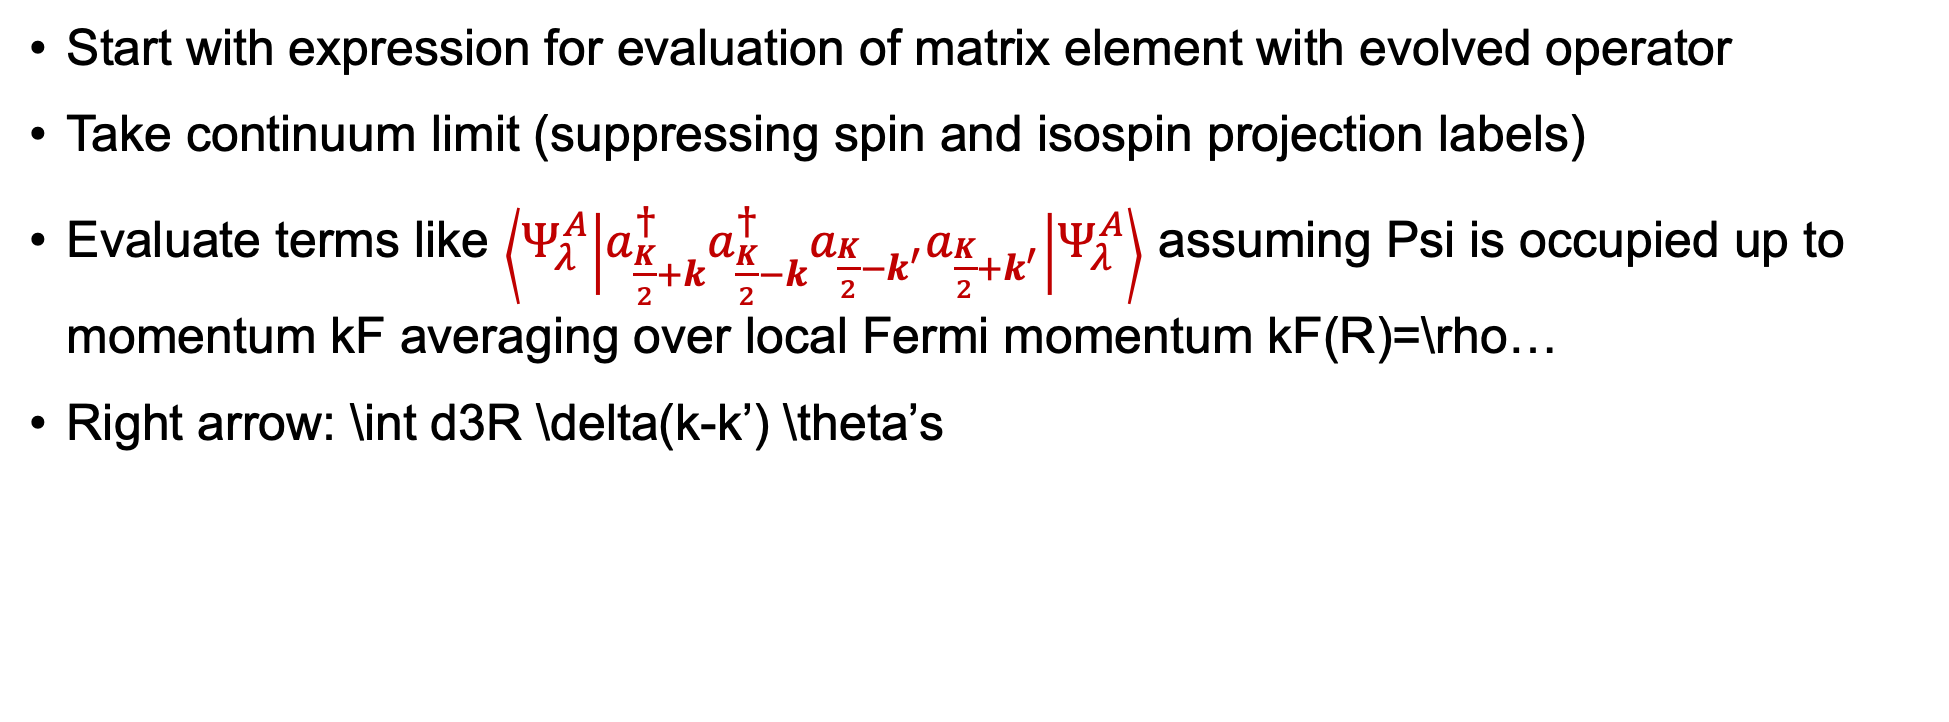 • Start with expression for evaluation of matrix element with evolved operator
• Take continuum limit (suppressing spin and isospin projection labels)
• Evaluate terms like ⟨Ψ_λ^A|a†_{K/2+k} a†_{K/2−k} a_{K/2−k′} a_{K/2+k′}|Ψ_λ^A⟩ assuming Psi is occupied up to
momentum kF averaging over local Fermi momentum kF(R)=\rho…
• Right arrow: \int d3R \delta(k-k’) \theta’s